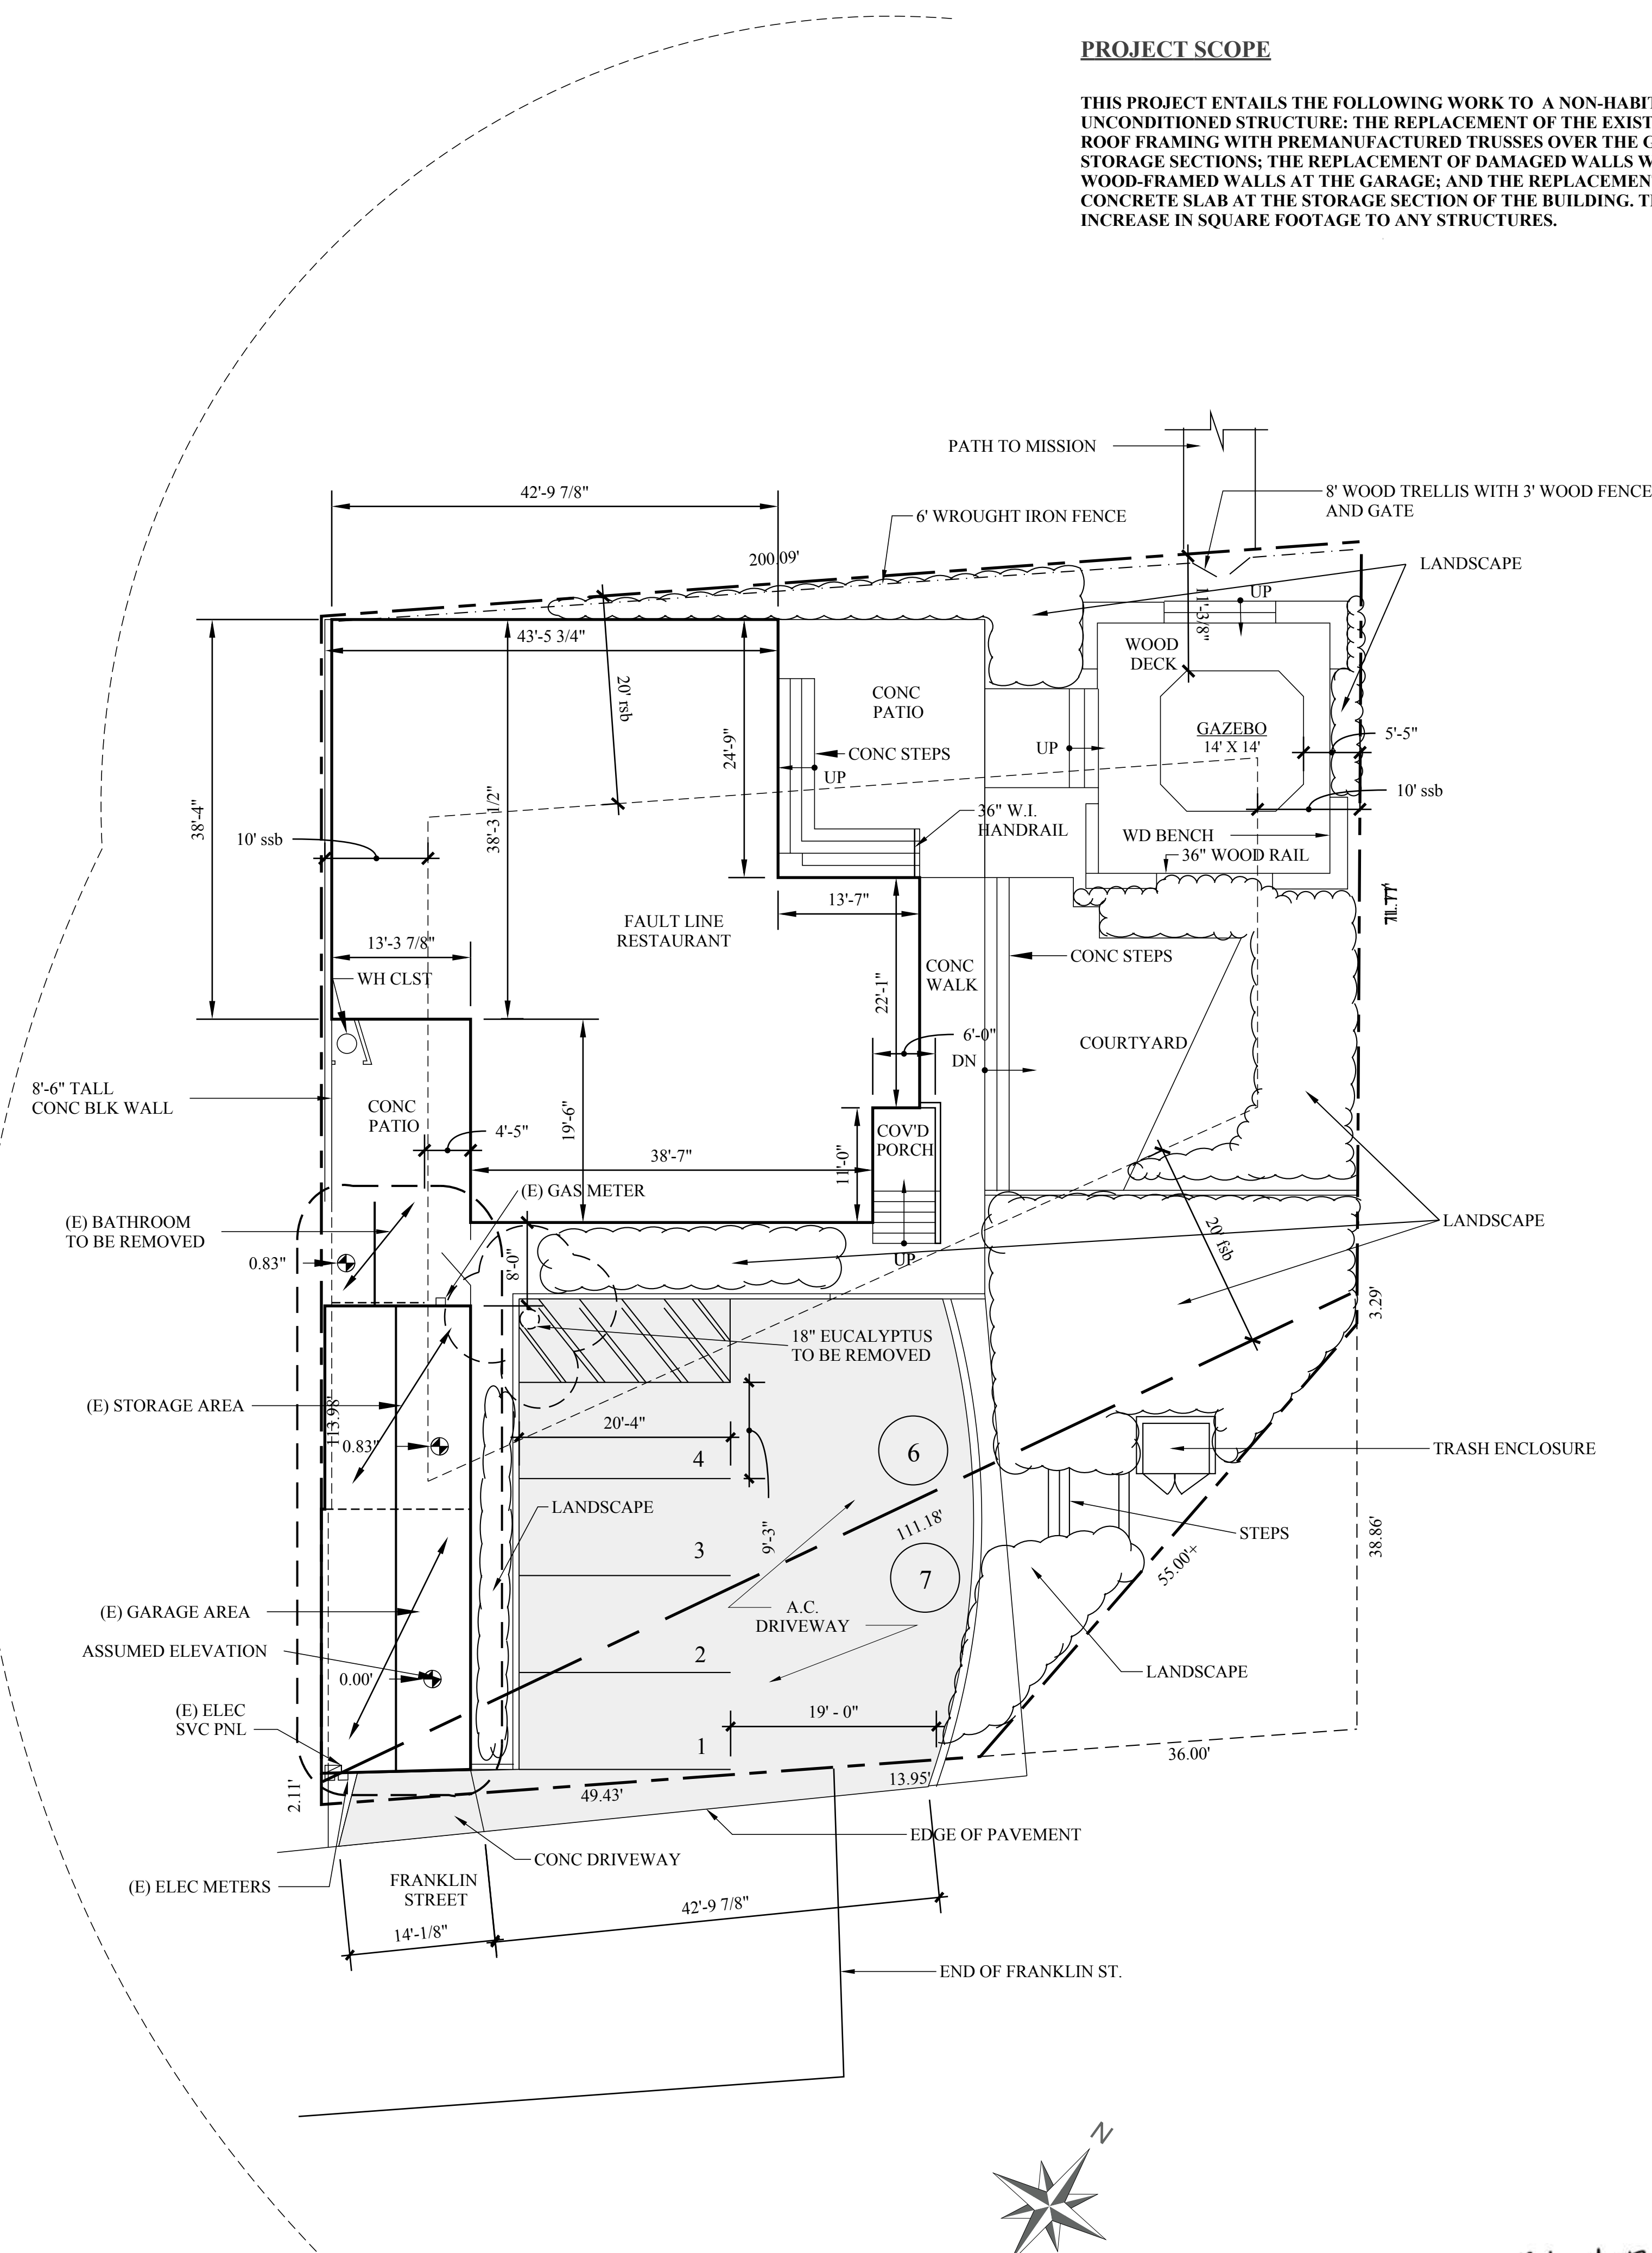 PROJECT SCOPE
THIS PROJECT ENTAILS THE FOLLOWING WORK TO A NON-HABIT
UNCONDITIONED STRUCTURE: THE REPLACEMENT OF THE EXIST
ROOF FRAMING WITH PREMANUFACTURED TRUSSES OVER THE G
STORAGE SECTIONS; THE REPLACEMENT OF DAMAGED WALLS W
WOOD-FRAMED WALLS AT THE GARAGE; AND THE REPLACEMEN
CONCRETE SLAB AT THE STORAGE SECTION OF THE BUILDING. T
INCREASE IN SQUARE FOOTAGE TO ANY STRUCTURES.
PATH TO MISSION
42'-9 7/8"
8' WOOD TRELLIS WITH 3' WOOD FENCE
AND GATE
6' WROUGHT IRON FENCE
200.09'
LANDSCAPE
UP
11'-3/8"
43'-5 3/4"
WOOD
DECK
20' rsb
CONC
PATIO
GAZEBO
14' X 14'
5'-5"
24'-9"
CONC STEPS
UP
UP
10' ssb
38'-4"
38'-3 1/2"
36" W.I.
HANDRAIL
10' ssb
WD BENCH
36" WOOD RAIL
13'-7"
71.77'
FAULT LINE
RESTAURANT
13'-3 7/8"
WH CLST
CONC
WALK
CONC STEPS
22'-1"
6'-0"
DN
COURTYARD
8'-6" TALL
CONC BLK WALL
CONC
PATIO
4'-5"
19'-6"
38'-7"
11'-0"
COV'D
PORCH
(E) GAS METER
(E) BATHROOM
TO BE REMOVED
LANDSCAPE
20' fsb
0.83"
8'-0"
UP
3.29'
18" EUCALYPTUS
TO BE REMOVED
(E) STORAGE AREA
113.98'
0.83"
20'-4"
4
6
TRASH ENCLOSURE
LANDSCAPE
111.18'
9'-3"
STEPS
38.86'
3
55.00'+
7
(E) GARAGE AREA
A.C.
DRIVEWAY
ASSUMED ELEVATION
2
0.00'
LANDSCAPE
(E) ELEC
SVC PNL
19' - 0"
1
36.00'
2.11'
49.43'
13.95'
EDGE OF PAVEMENT
CONC DRIVEWAY
(E) ELEC METERS
FRANKLIN
STREET
42'-9 7/8"
14'-1/8"
END OF FRANKLIN ST.
N